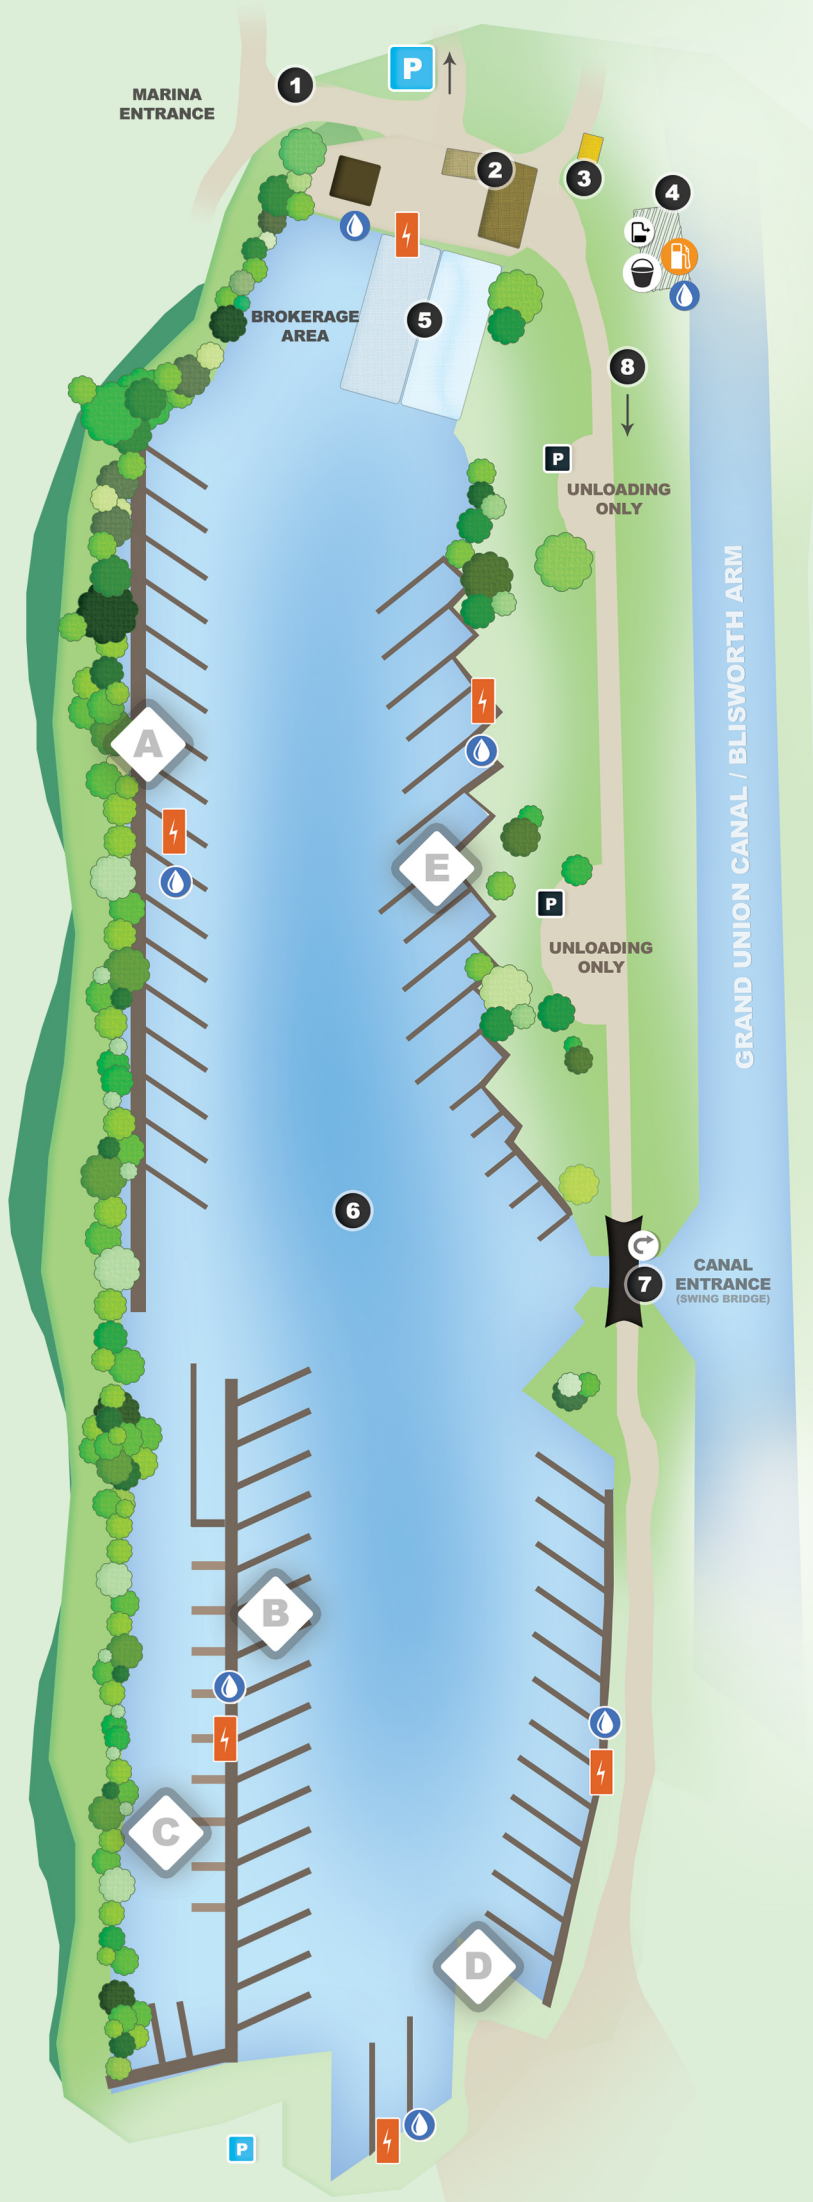 P
1
MARINA
ENTRANCE
2
3
4
BROKERAGE
AREA
5
8
P
UNLOADING
ONLY
GRAND UNION CANAL / BLISWORTH ARM
A
E
P
UNLOADING
ONLY
6
7
CANAL
ENTRANCE
(SWING BRIDGE)
B
C
D
P